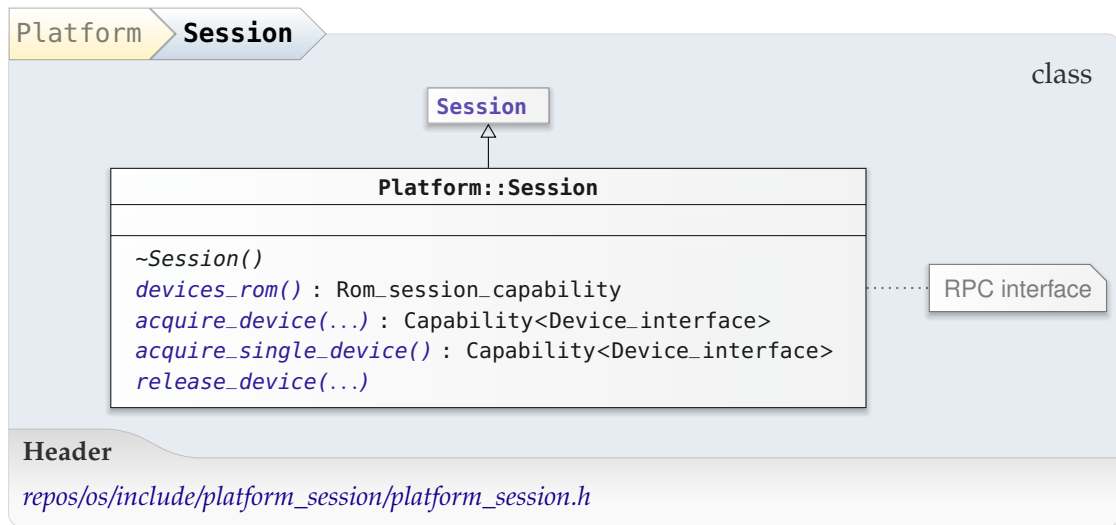 Platform Session
class
Session
Platform::Session
~Session()
devices_rom() : Rom_session_capability
acquire_device(...) : Capability<Device_interface>
acquire_single_device() : Capability<Device_interface>
release_device(...)
RPC interface
Header
repos/os/include/platform_session/platform_session.h